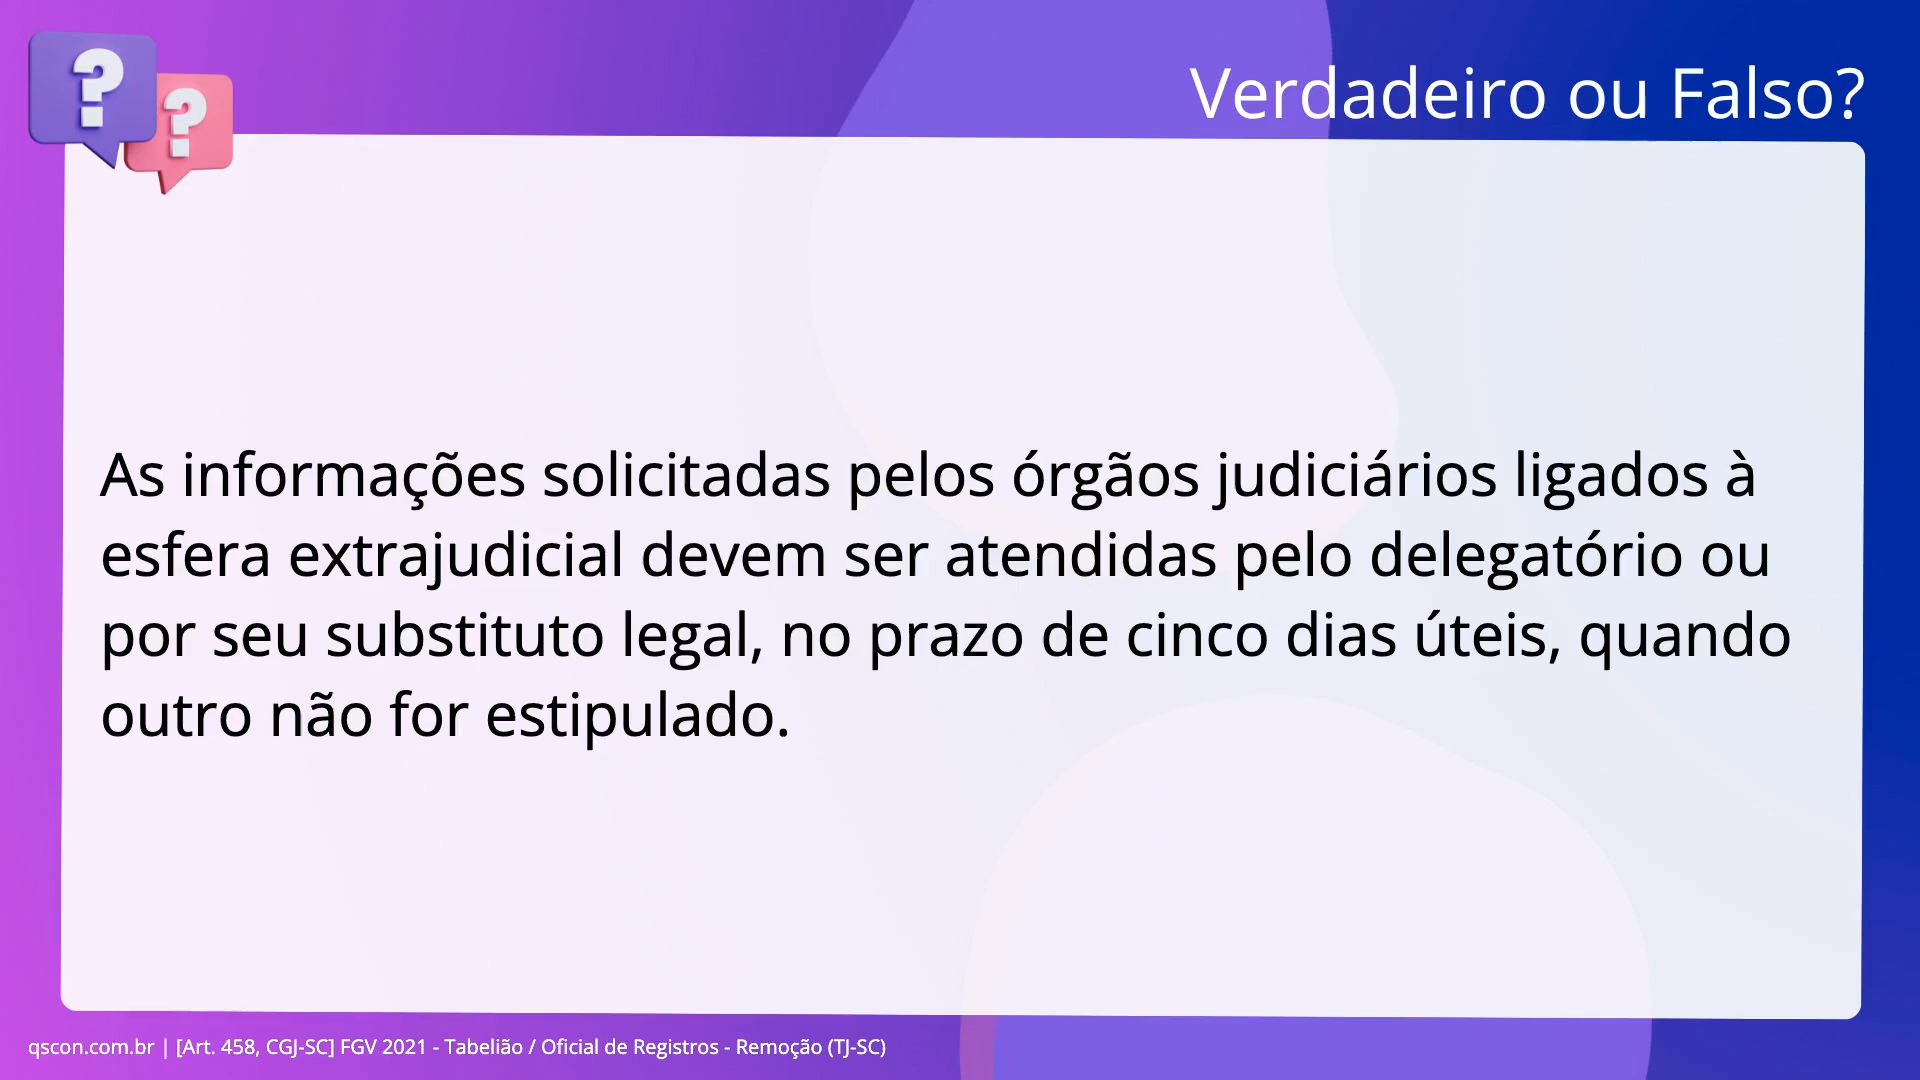 ? ?
Verdadeiro ou Falso?
As informações solicitadas pelos órgãos judiciários ligados à
esfera extrajudicial devem ser atendidas pelo delegatório ou
por seu substituto legal, no prazo de cinco dias úteis, quando
outro não for estipulado.
qscon.com.br | [Art. 458, CGJ-SC] FGV 2021 - Tabelião / Oficial de Registros - Remoção (TJ-SC)